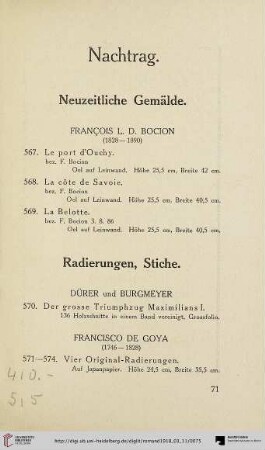 Nachtrag.
Neuzeitliche Gemälde.
FRANÇOIS L. D. BOCION
(1828—1890)
567. Le port d'Ouchy.
bez. F. Bocion
Oel auf Leinwand. Höhe 25,5 cm, Breite 42 cm.
568. La côte de Savoie.
bez. F. Bocion
Oel auf Leinwand. Höhe 25,5 cm, Breite 40,5 cm.
569. La Belotte.
bez. F. Bocion 3. 8. 86
Oel auf Leinwand. Höhe 25,5 cm, Breite 40,5 cm.
Radierungen, Stiche.
DÜRER und BURGMEYER
570. Der grosse Triumphzug Maximilians I.
136 Holzschnitte in einem Band vereinigt, Grossfolio.
FRANCISCO DE GOYA
(1746—1828)
571—574. Vier Original-Radierungen.
Auf Japanpapier. Höhe 24,5 cm, Breite 35,5 cm.
410.-
515
71